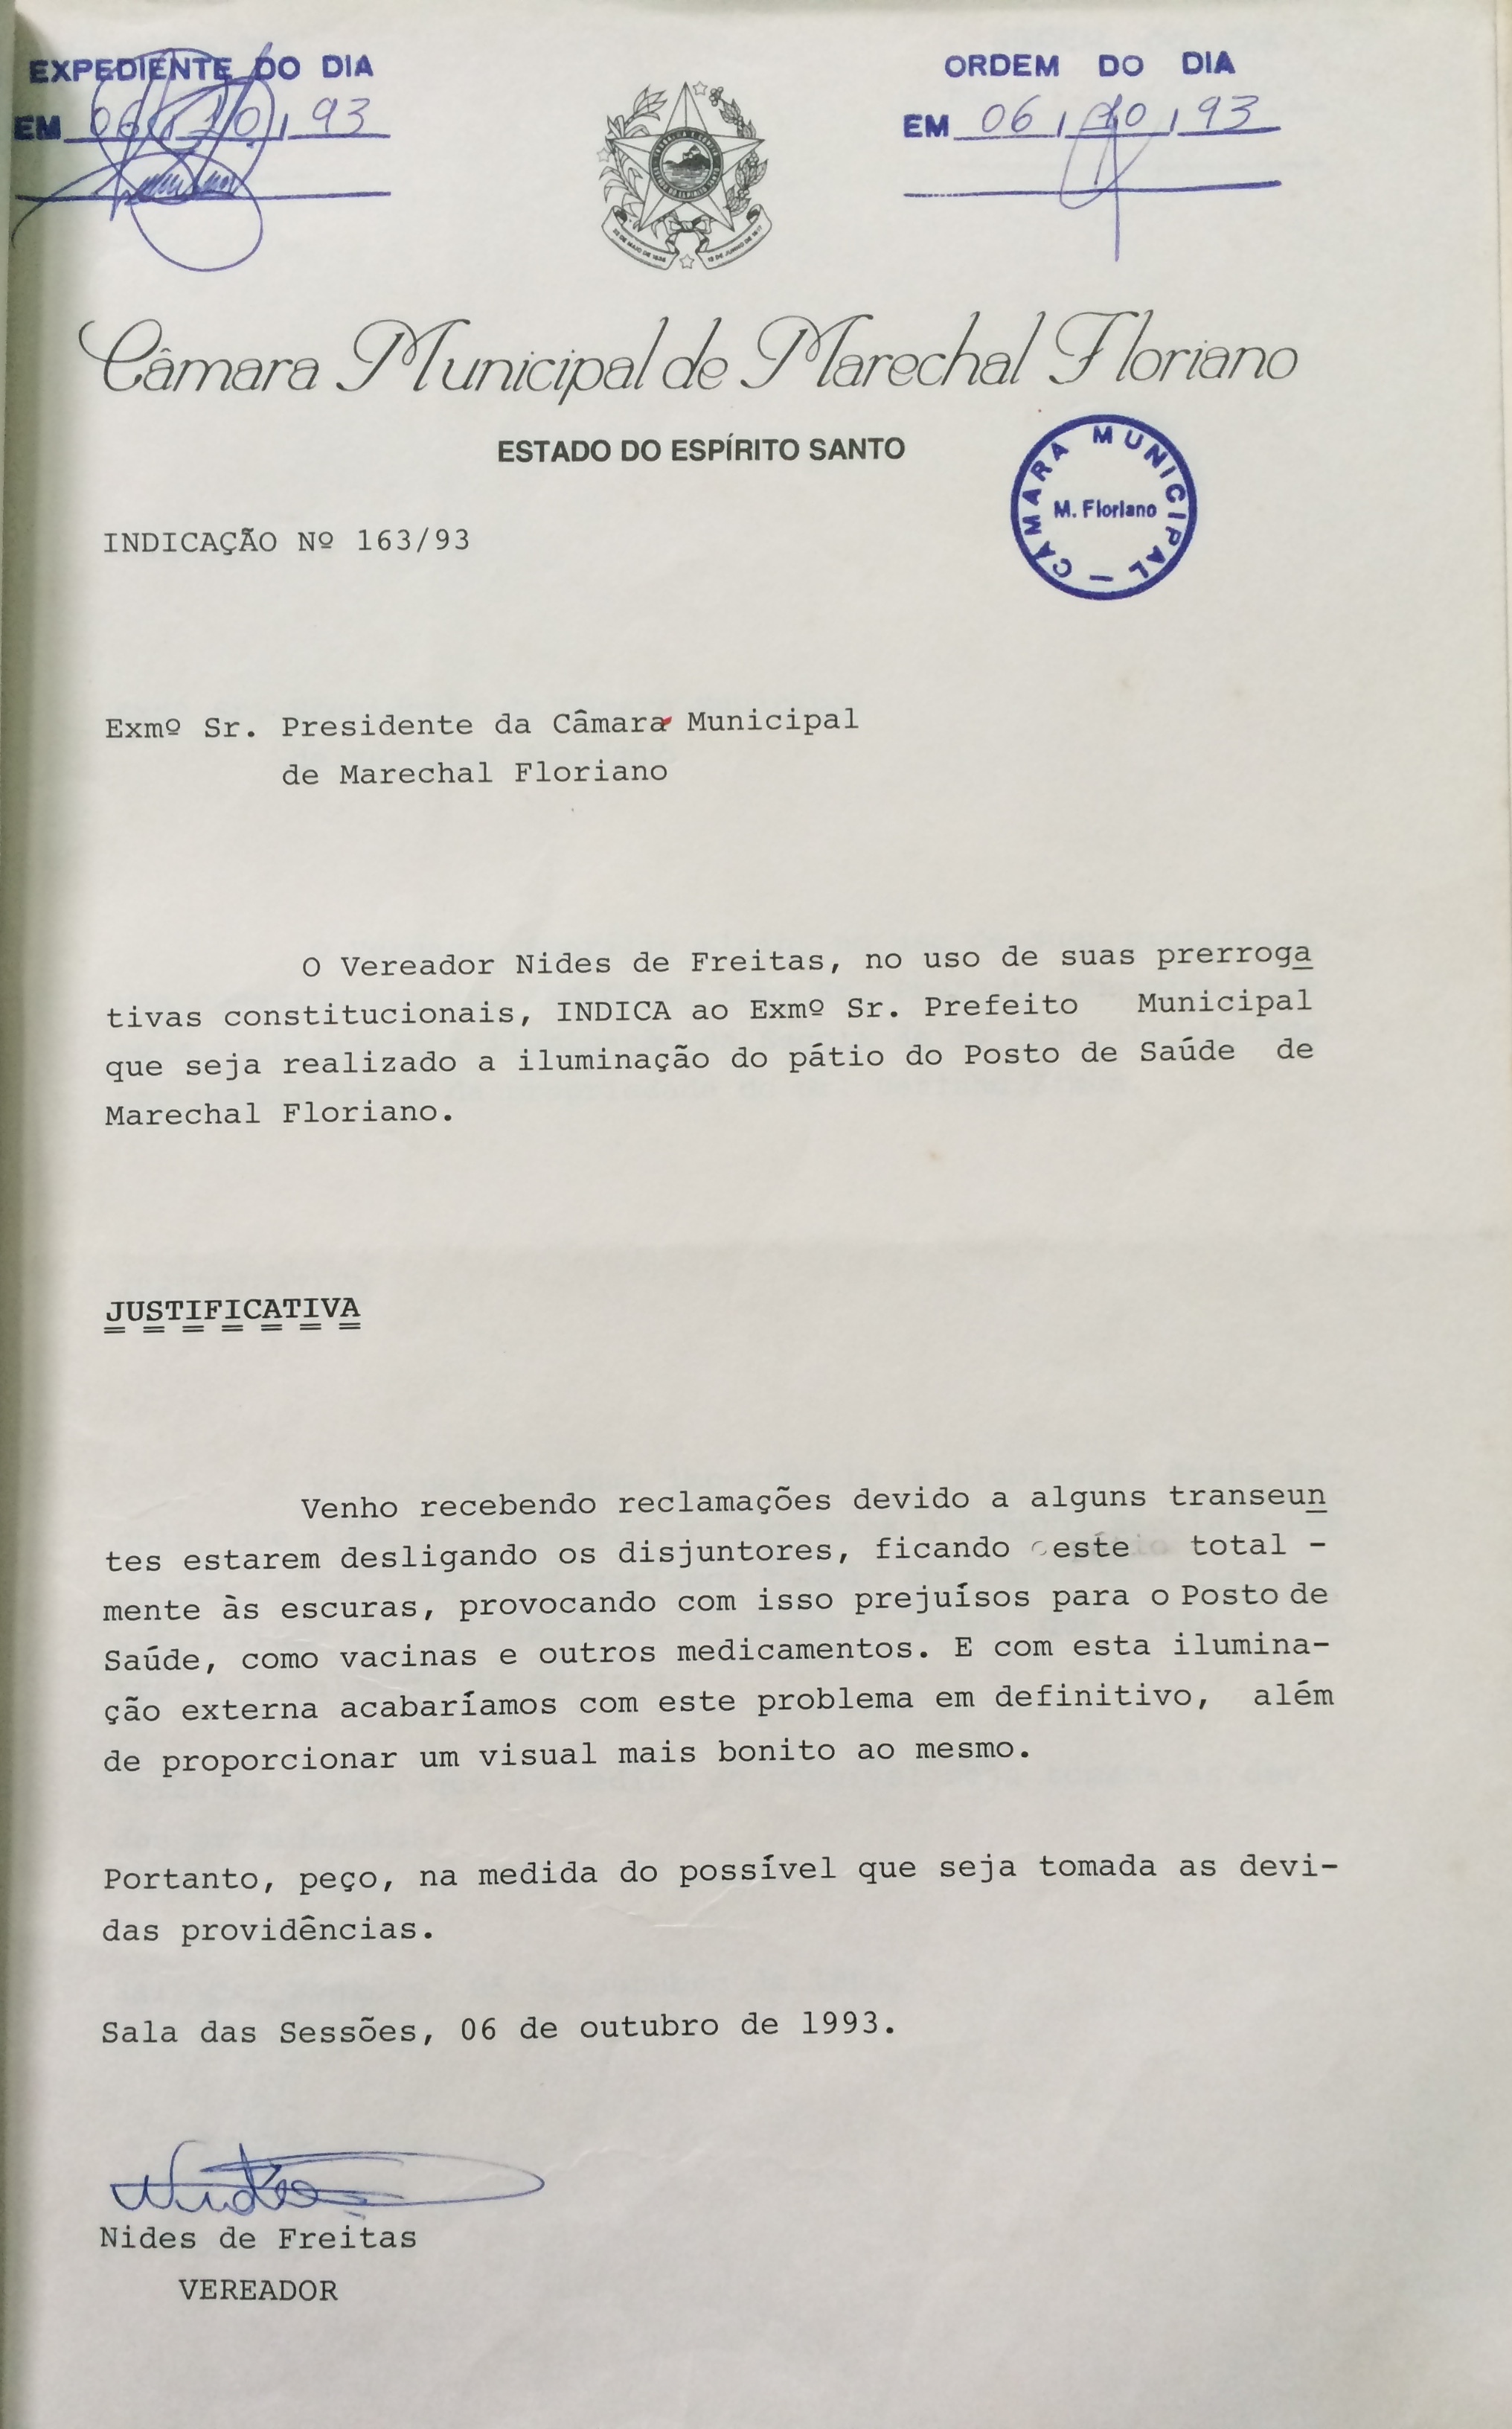 EXPEDIENTE DO DIA
EM 06 / 10 / 93
ORDEM DO DIA
EM 06 / 10 / 93
Câmara Municipal de Marechal Floriano
ESTADO DO ESPÍRITO SANTO
CÂMARA MUNICIPAL –
M. Floriano
INDICAÇÃO Nº 163/93
Exmº Sr. Presidente da Câmara Municipal
de Marechal Floriano
O Vereador Nides de Freitas, no uso de suas prerroga
tivas constitucionais, INDICA ao Exmº Sr. Prefeito Municipal
que seja realizado a iluminação do pátio do Posto de Saúde de
Marechal Floriano.
JUSTIFICATIVA
Venho recebendo reclamações devido a alguns transeun
tes estarem desligando os disjuntores, ficando este total -
mente às escuras, provocando com isso prejuísos para o Posto de
Saúde, como vacinas e outros medicamentos. E com esta ilumina-
ção externa acabaríamos com este problema em definitivo, além
de proporcionar um visual mais bonito ao mesmo.
Portanto, peço, na medida do possível que seja tomada as devi-
das providências.
Sala das Sessões, 06 de outubro de 1993.
Nides de Freitas
VEREADOR